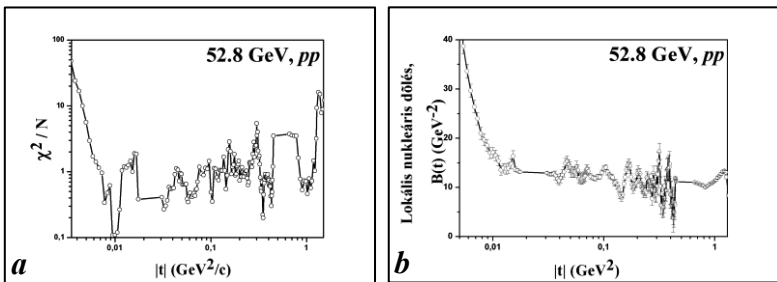 52.8 GeV, pp
100
10
1
0,1
χ² / N
0,01
0,1
1
|t| (GeV²/c)
a
52.8 GeV, pp
40
30
20
10
0
Lokális nukleáris dőlés,
B(t) (GeV⁻²)
0,01
0,1
1
|t| (GeV²)
b